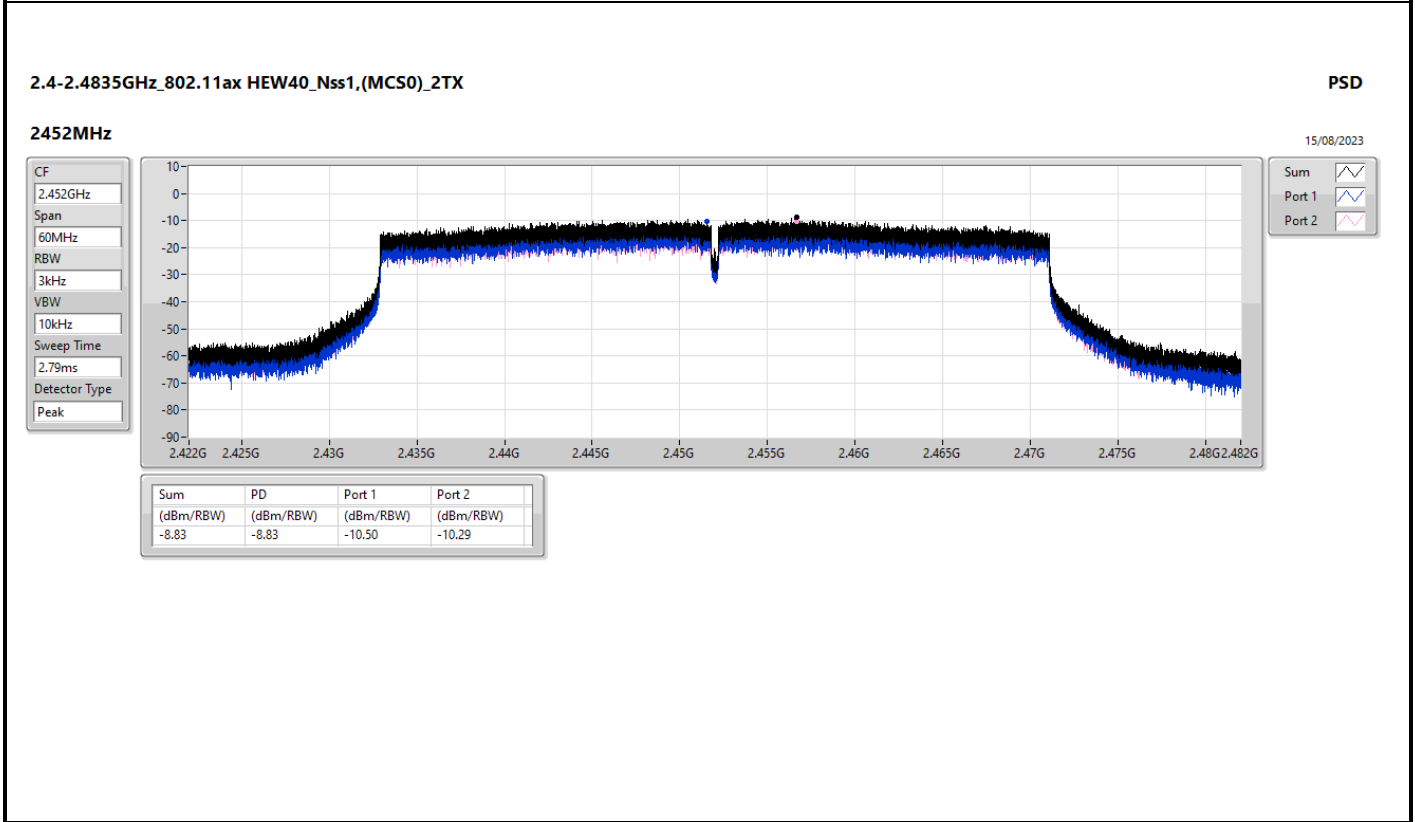 2.4-2.4835GHz_802.11ax HEW40_Nss1,(MCS0)_2TX
PSD
2452MHz
15/08/2023
CF
2.452GHz
Span
60MHz
RBW
3kHz
VBW
10kHz
Sweep Time
2.79ms
Detector Type
Peak
10
0
-10
-20
-30
-40
-50
-60
-70
-80
-90
2.422G 2.425G 2.43G 2.435G 2.44G 2.445G 2.45G 2.455G 2.46G 2.465G 2.47G 2.475G 2.48G 2.482G
Sum
Port 1
Port 2
Sum PD Port 1 Port 2
(dBm/RBW) (dBm/RBW) (dBm/RBW) (dBm/RBW)
-8.83 -8.83 -10.50 -10.29